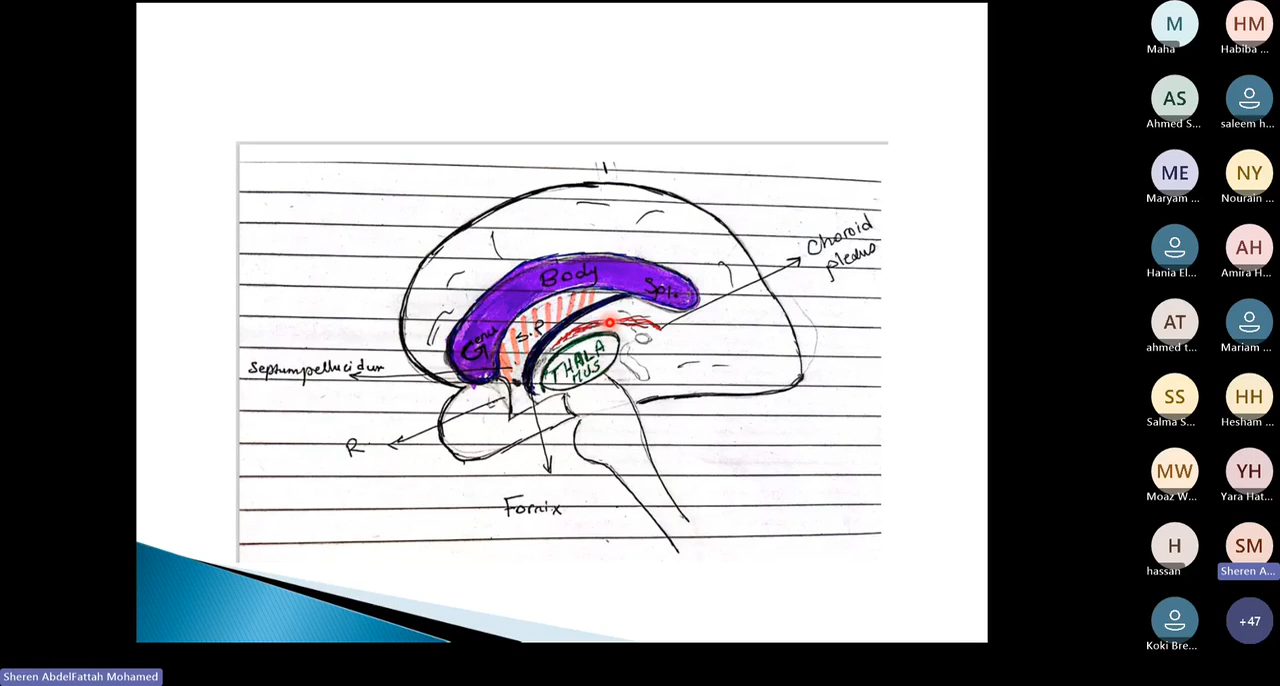 Choroid
plexus
Body
Sple.
Genu
S.P
THALA
MUS
Septum pellucidum
R
Fornix
M
Maha
HM
Habiba ...
AS
Ahmed S...
saleem h...
ME
Maryam ...
NY
Nourain ...
Hania El...
AH
Amira H...
AT
ahmed t...
Mariam ...
SS
Salma S...
HH
Hesham ...
MW
Moaz W...
YH
Yara Hat...
H
hassan
SM
Sheren A...
Koki Bre...
+47
Sheren AbdelFattah Mohamed